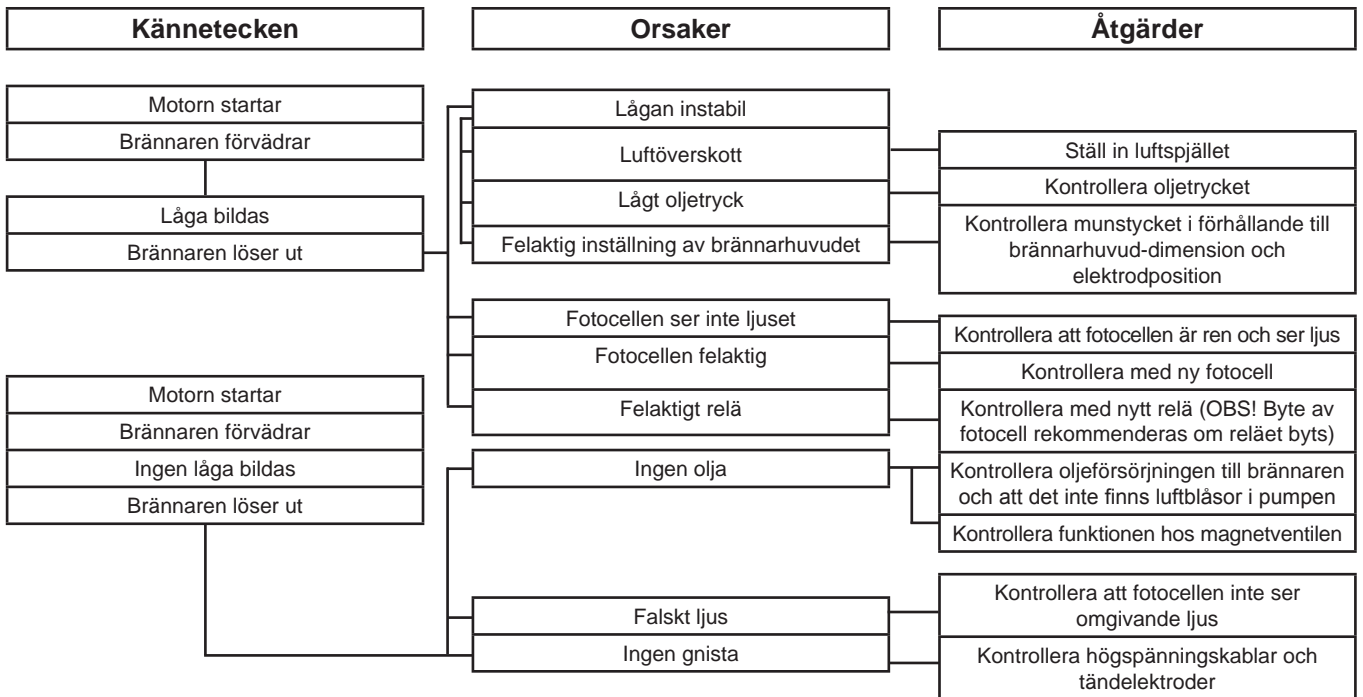 Kännetecken
Orsaker
Åtgärder
Motorn startar
Brännaren förvädrar
Låga bildas
Brännaren löser ut
Motorn startar
Brännaren förvädrar
Ingen låga bildas
Brännaren löser ut
Lågan instabil
Luftöverskott
Lågt oljetryck
Felaktig inställning av brännarhuvudet
Fotocellen ser inte ljuset
Fotocellen felaktig
Felaktigt relä
Ingen olja
Falskt ljus
Ingen gnista
Ställ in luftspjället
Kontrollera oljetrycket
Kontrollera munstycket i förhållande till
brännarhuvud-dimension och
elektrodposition
Kontrollera att fotocellen är ren och ser ljus
Kontrollera med ny fotocell
Kontrollera med nytt relä (OBS! Byte av
fotocell rekommenderas om reläet byts)
Kontrollera oljeförsörjningen till brännaren
och att det inte finns luftblåsor i pumpen
Kontrollera funktionen hos magnetventilen
Kontrollera att fotocellen inte ser
omgivande ljus
Kontrollera högspänningskablar och
tändelektroder